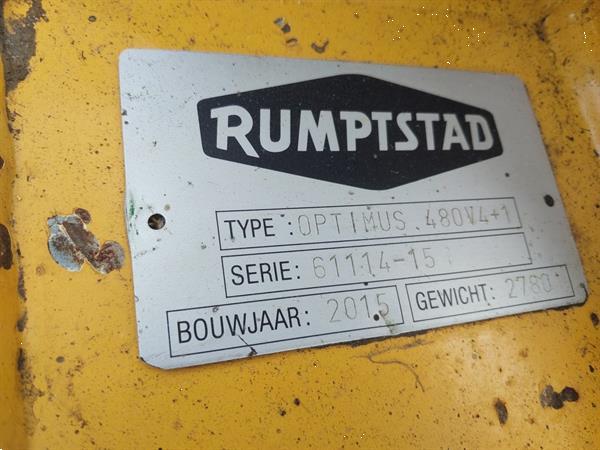 RUMPTSTAD
TYPE : OPTIMUS 480V4+1
SERIE: 61114-15
BOUWJAAR: 2015
GEWICHT: 2780